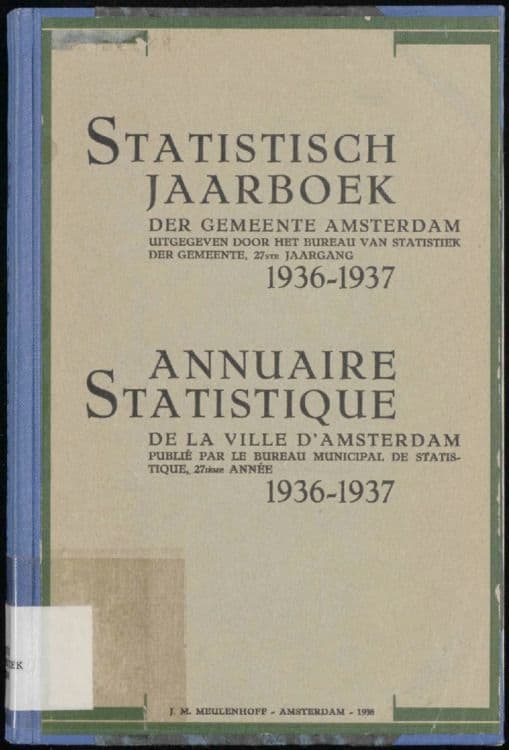 STATISTISCH
JAARBOEK
DER GEMEENTE AMSTERDAM
UITGEGEVEN DOOR HET BUREAU VAN STATISTIEK
DER GEMEENTE, 27STE JAARGANG
1936-1937
ANNUAIRE
STATISTIQUE
DE LA VILLE D'AMSTERDAM
PUBLIÉ PAR LE BUREAU MUNICIPAL DE STATIS-
TIQUE, 27ième ANNÉE
1936-1937
J. M. MEULENHOFF - AMSTERDAM - 1938